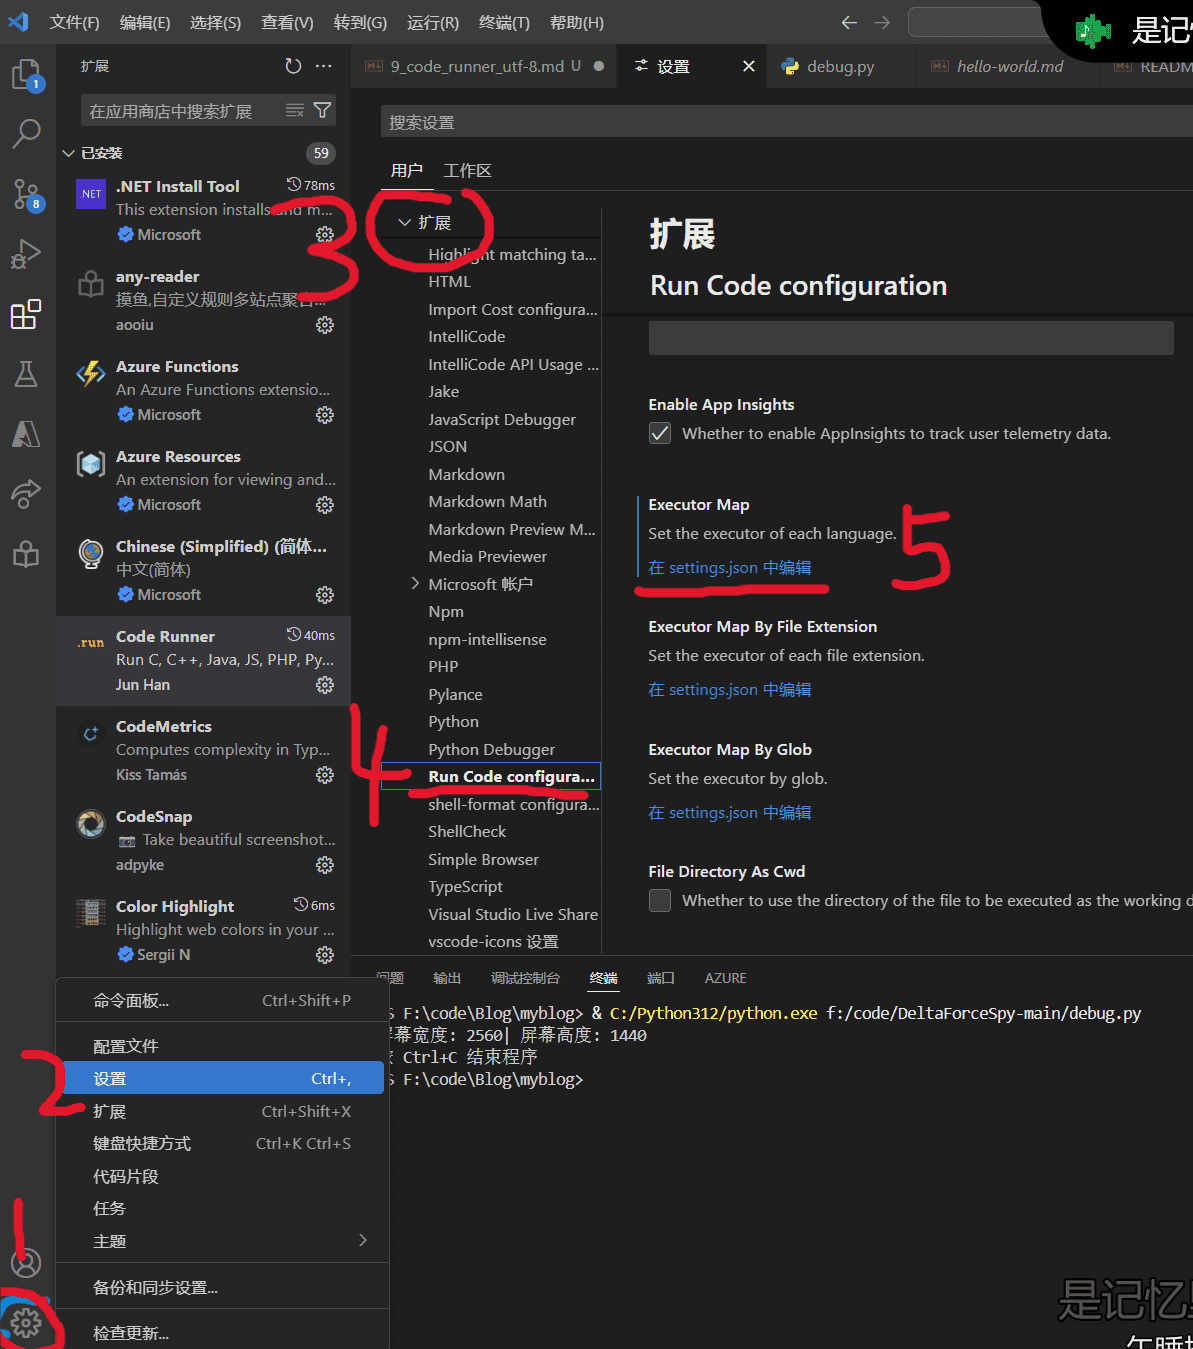 文件(F) 编辑(E) 选择(S) 查看(V) 转到(G) 运行(R) 终端(T) 帮助(H)
是记忆
扩展
9_code_runner_utf-8.md U
设置
debug.py
hello-world.md
READM
1
8
在应用商店中搜索扩展
已安装
59
.NET
.NET Install Tool
78ms
This extension installs and m...
Microsoft
any-reader
摸鱼,自定义规则多站点聚合...
aooiu
Azure Functions
An Azure Functions extensio...
Microsoft
Azure Resources
An extension for viewing and...
Microsoft
Chinese (Simplified) (简体...
中文(简体)
Microsoft
.run
Code Runner
40ms
Run C, C++, Java, JS, PHP, Py...
Jun Han
CodeMetrics
Computes complexity in Typ...
Kiss Tamás
CodeSnap
Take beautiful screenshot...
adpyke
Color Highlight
6ms
Highlight web colors in your ...
Sergii N
搜索设置
用户 工作区
3
扩展
Highlight matching ta...
HTML
Import Cost configura...
IntelliCode
IntelliCode API Usage ...
Jake
JavaScript Debugger
JSON
Markdown
Markdown Math
Markdown Preview M...
Media Previewer
Microsoft 帐户
Npm
npm-intellisense
PHP
Pylance
Python
Python Debugger
4
Run Code configura...
shell-format configura...
ShellCheck
Simple Browser
TypeScript
Visual Studio Live Share
vscode-icons 设置
扩展
Run Code configuration
Enable App Insights
Whether to enable AppInsights to track user telemetry data.
Executor Map
Set the executor of each language.
在 settings.json 中编辑
5
Executor Map By File Extension
Set the executor of each file extension.
在 settings.json 中编辑
Executor Map By Glob
Set the executor by glob.
在 settings.json 中编辑
File Directory As Cwd
Whether to use the directory of the file to be executed as the working d
问题 输出 调试控制台 终端 端口 AZURE
S F:\code\Blog\myblog> & C:/Python312/python.exe f:/code/DeltaForceSpy-main/debug.py
屏幕宽度: 2560| 屏幕高度: 1440
Ctrl+C 结束程序
S F:\code\Blog\myblog>
命令面板... Ctrl+Shift+P
配置文件
2
设置 Ctrl+,
扩展 Ctrl+Shift+X
键盘快捷方式 Ctrl+K Ctrl+S
代码片段
任务
主题
备份和同步设置...
检查更新...
1
是记忆
午睡